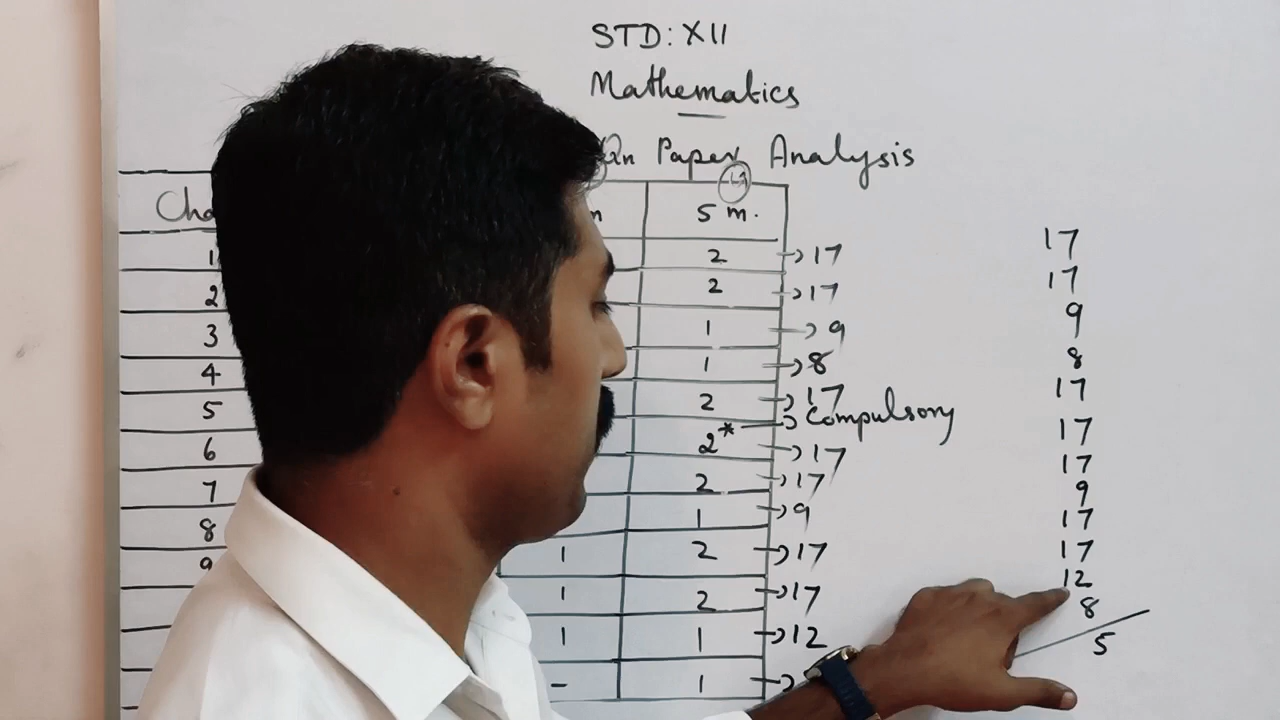 STD: XII
Mathematics
Qn Paper Analysis
5 m.
1 2 → 17 17
2 2 → 17 17
3 1 → 9 9
4 1 → 8 8
5 2 → 17 17
→ Compulsory
6 2* → 17 17
7 2 → 17 17
8 1 → 9 9
9 1 2 → 17 17
1 2 → 17 17
1 1 → 12 12
- 1 → 8
5